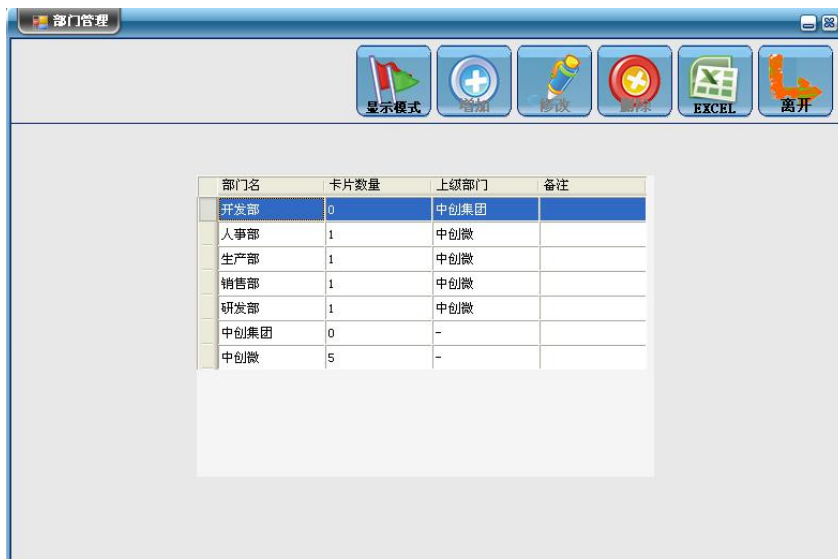 部门管理
显示模式 增加 修改 删除 EXCEL 离开
部门名 卡片数量 上级部门 备注
开发部 0 中创集团
人事部 1 中创微
生产部 1 中创微
销售部 1 中创微
研发部 1 中创微
中创集团 0 -
中创微 5 -